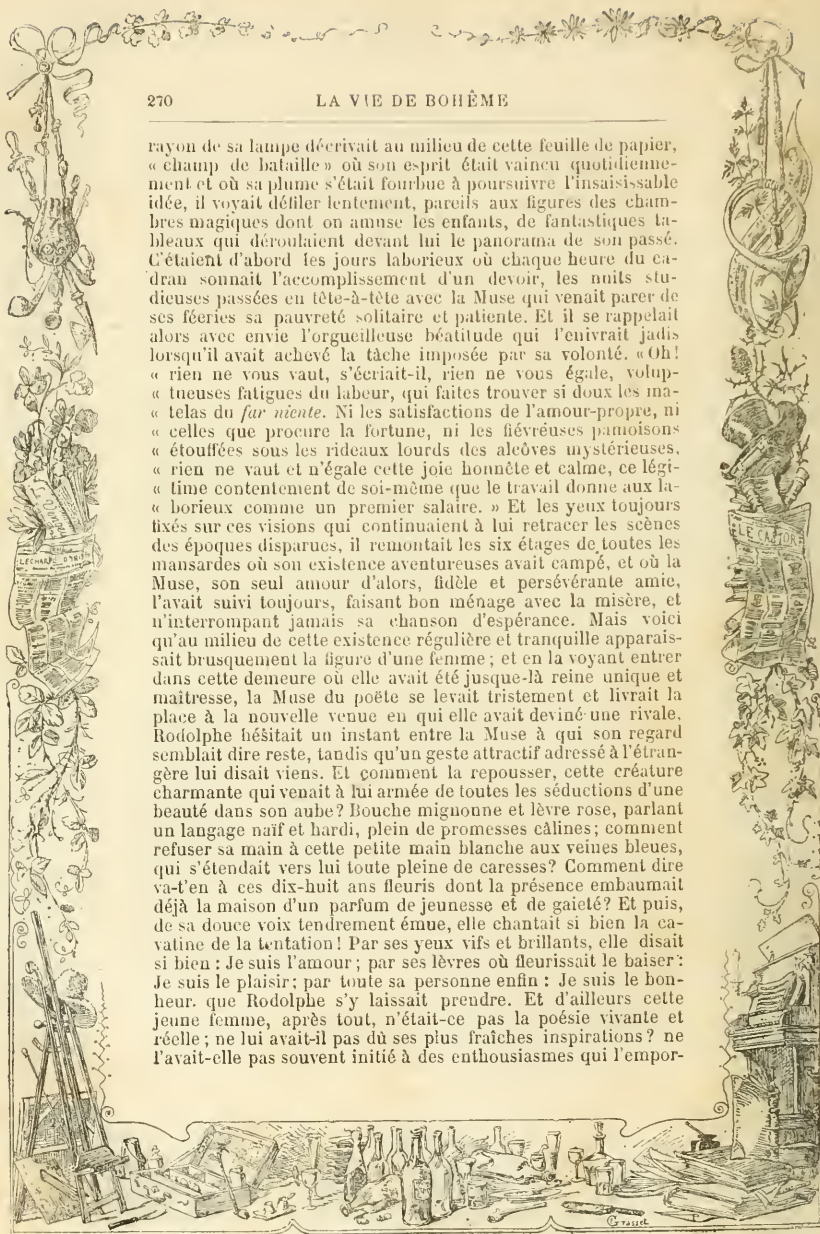 270 LA VIE DE BOHÊME
rayon de sa lampe décrivait au milieu de cette feuille de papier,
« champ de bataille » où son esprit était vaincu quotidienne-
ment et où sa plume s'était fourbue à poursuivre l'insaisissable
idée, il voyait défiler lentement, pareils aux figures des cham-
bres magiques dont on amuse les enfants, de fantastiques ta-
bleaux qui déroulaient devant lui le panorama de son passé.
C'étaient d'abord les jours laborieux où chaque heure du ca-
dran sonnait l'accomplissement d'un devoir, les nuits stu-
dieuses passées en tête-à-tête avec la Muse qui venait parer de
ses féeries sa pauvreté solitaire et patiente. Et il se rappelait
alors avec envie l'orgueilleuse béatitude qui l'enivrait jadis
lorsqu'il avait achevé la tâche imposée par sa volonté. « Oh!
« rien ne vous vaut, s'écriait-il, rien ne vous égale, volup-
« tueuses fatigues du labeur, qui faites trouver si doux les ma-
« telas du far niente. Ni les satisfactions de l'amour-propre, ni
« celles que procure la fortune, ni les fiévreuses pamoisons
« étouffées sous les rideaux lourds des alcôves mystérieuses,
« rien ne vaut et n'égale cette joie honnête et calme, ce légi-
« time contentement de soi-même que le travail donne aux la-
« borieux comme un premier salaire. » Et les yeux toujours
fixés sur ces visions qui continuaient à lui retracer les scènes
des époques disparues, il remontait les six étages de toutes les
mansardes où son existence aventureuses avait campé, et où la
Muse, son seul amour d'alors, fidèle et persévérante amie,
l'avait suivi toujours, faisant bon ménage avec la misère, et
n'interrompant jamais sa chanson d'espérance. Mais voici
qu'au milieu de cette existence régulière et tranquille apparais-
sait brusquement la figure d'une femme ; et en la voyant entrer
dans cette demeure où elle avait été jusque-là reine unique et
maîtresse, la Muse du poëte se levait tristement et livrait la
place à la nouvelle venue en qui elle avait deviné une rivale.
Rodolphe hésitait un instant entre la Muse à qui son regard
semblait dire reste, tandis qu'un geste attractif adressé à l'étran-
gère lui disait viens. Et comment la repousser, cette créature
charmante qui venait à lui armée de toutes les séductions d'une
beauté dans son aube? Bouche mignonne et lèvre rose, parlant
un langage naïf et hardi, plein de promesses câlines; comment
refuser sa main à cette petite main blanche aux veines bleues,
qui s'étendait vers lui toute pleine de caresses? Comment dire
va-t'en à ces dix-huit ans fleuris dont la présence embaumait
déjà la maison d'un parfum de jeunesse et de gaieté? Et puis,
de sa douce voix tendrement émue, elle chantait si bien la ca-
vatine de la tentation! Par ses yeux vifs et brillants, elle disait
si bien : Je suis l'amour ; par ses lèvres où fleurissait le baiser :
Je suis le plaisir; par toute sa personne enfin : Je suis le bon-
heur, que Rodolphe s'y laissait prendre. Et d'ailleurs cette
jeune femme, après tout, n'était-ce pas la poésie vivante et
réelle ; ne lui avait-il pas dû ses plus fraîches inspirations? ne
l'avait-elle pas souvent initié à des enthousiasmes qui l'empor-
LE CASTOR
Grasset